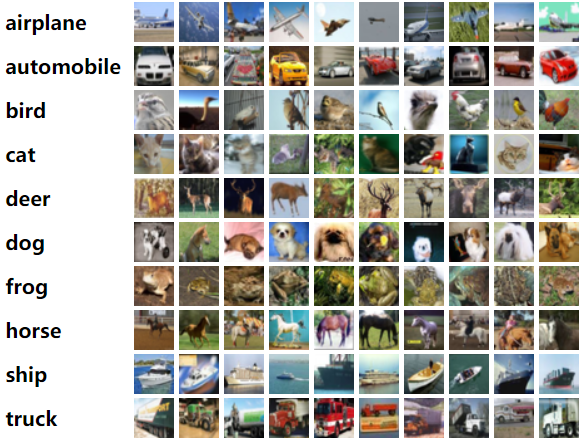 airplane
automobile
bird
cat
deer
dog
frog
horse
ship
truck